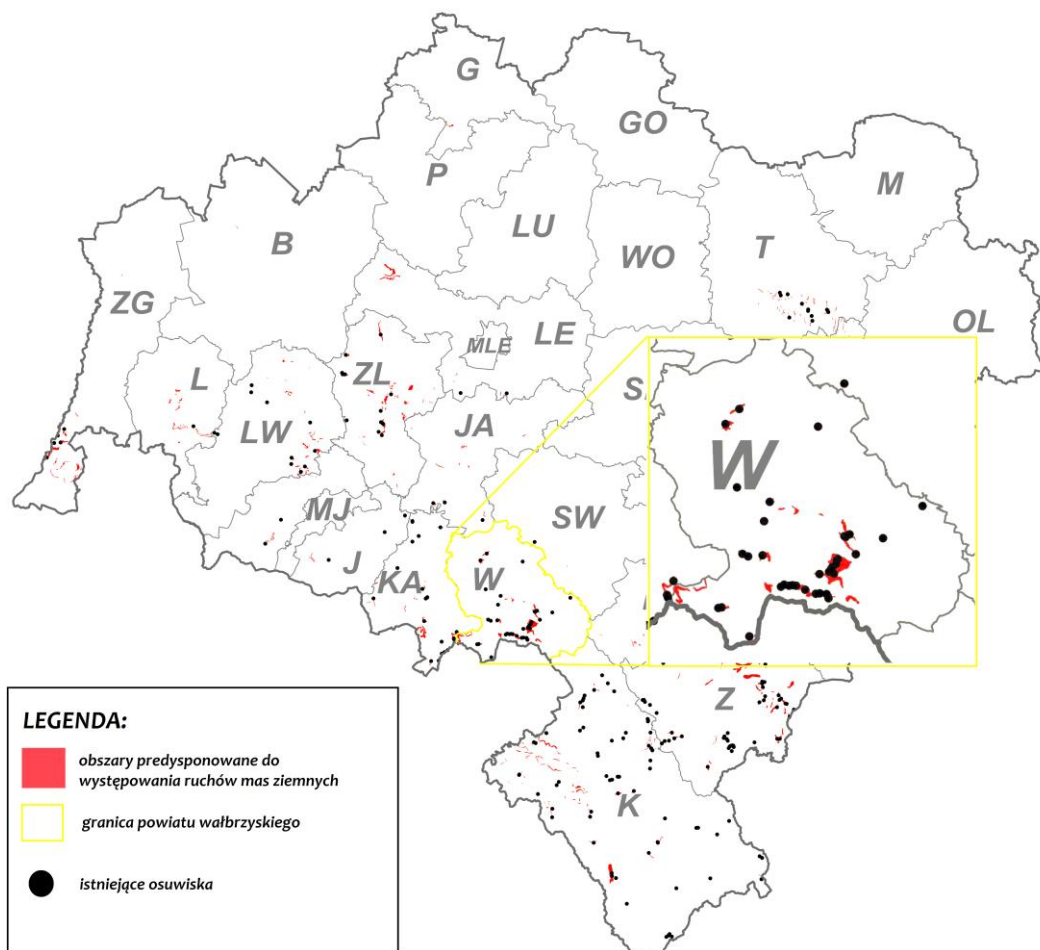 G
GO
M
P
LU
WO
T
B
ZG
OL
MLE
LE
L
ZL
LW
JA
W
MJ
SW
J
KA
W
Z
K
LEGENDA:
obszary predysponowane do
występowania ruchów mas ziemnych
granica powiatu wałbrzyskiego
istniejące osuwiska